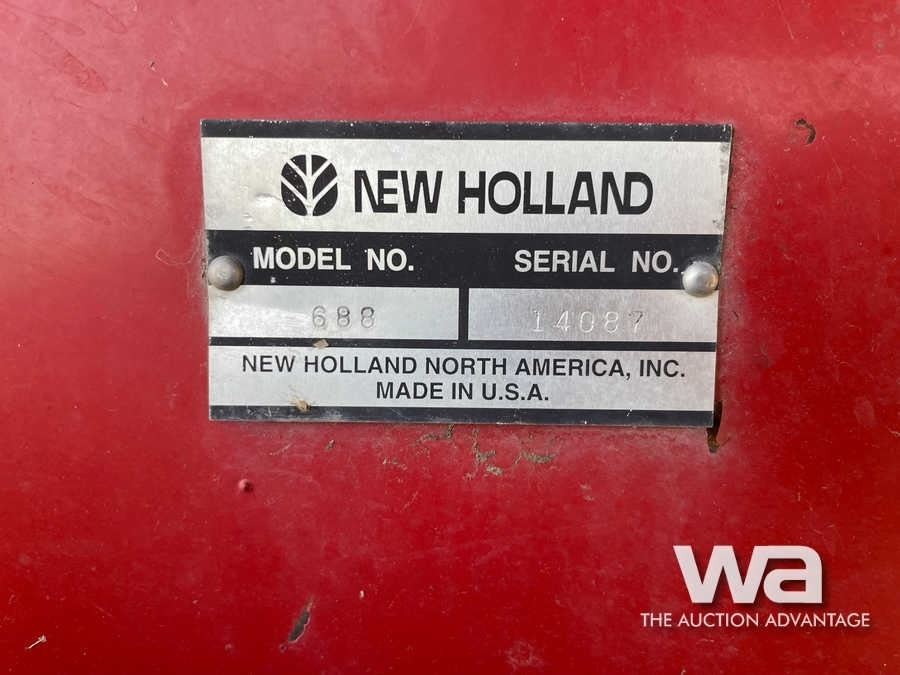 NEW HOLLAND
MODEL NO. SERIAL NO.
688 14087
NEW HOLLAND NORTH AMERICA, INC.
MADE IN U.S.A.
wa
THE AUCTION ADVANTAGE